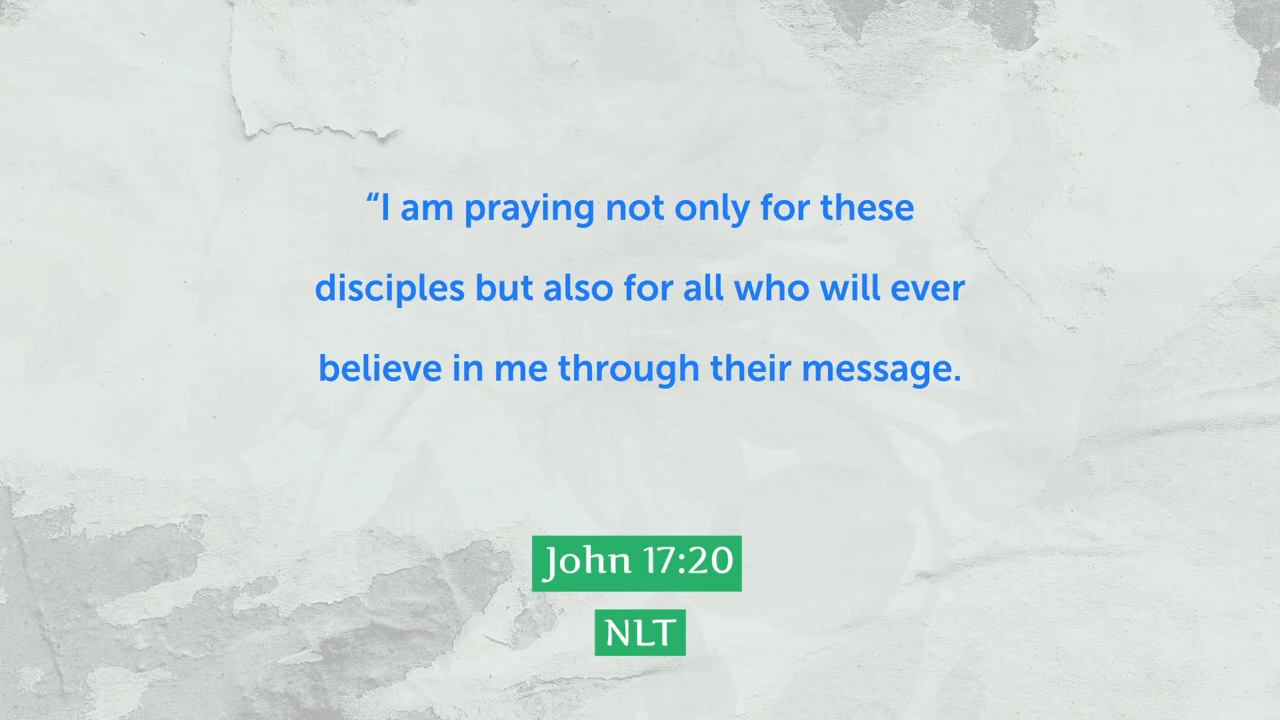 “I am praying not only for these
disciples but also for all who will ever
believe in me through their message.
John 17:20
NLT